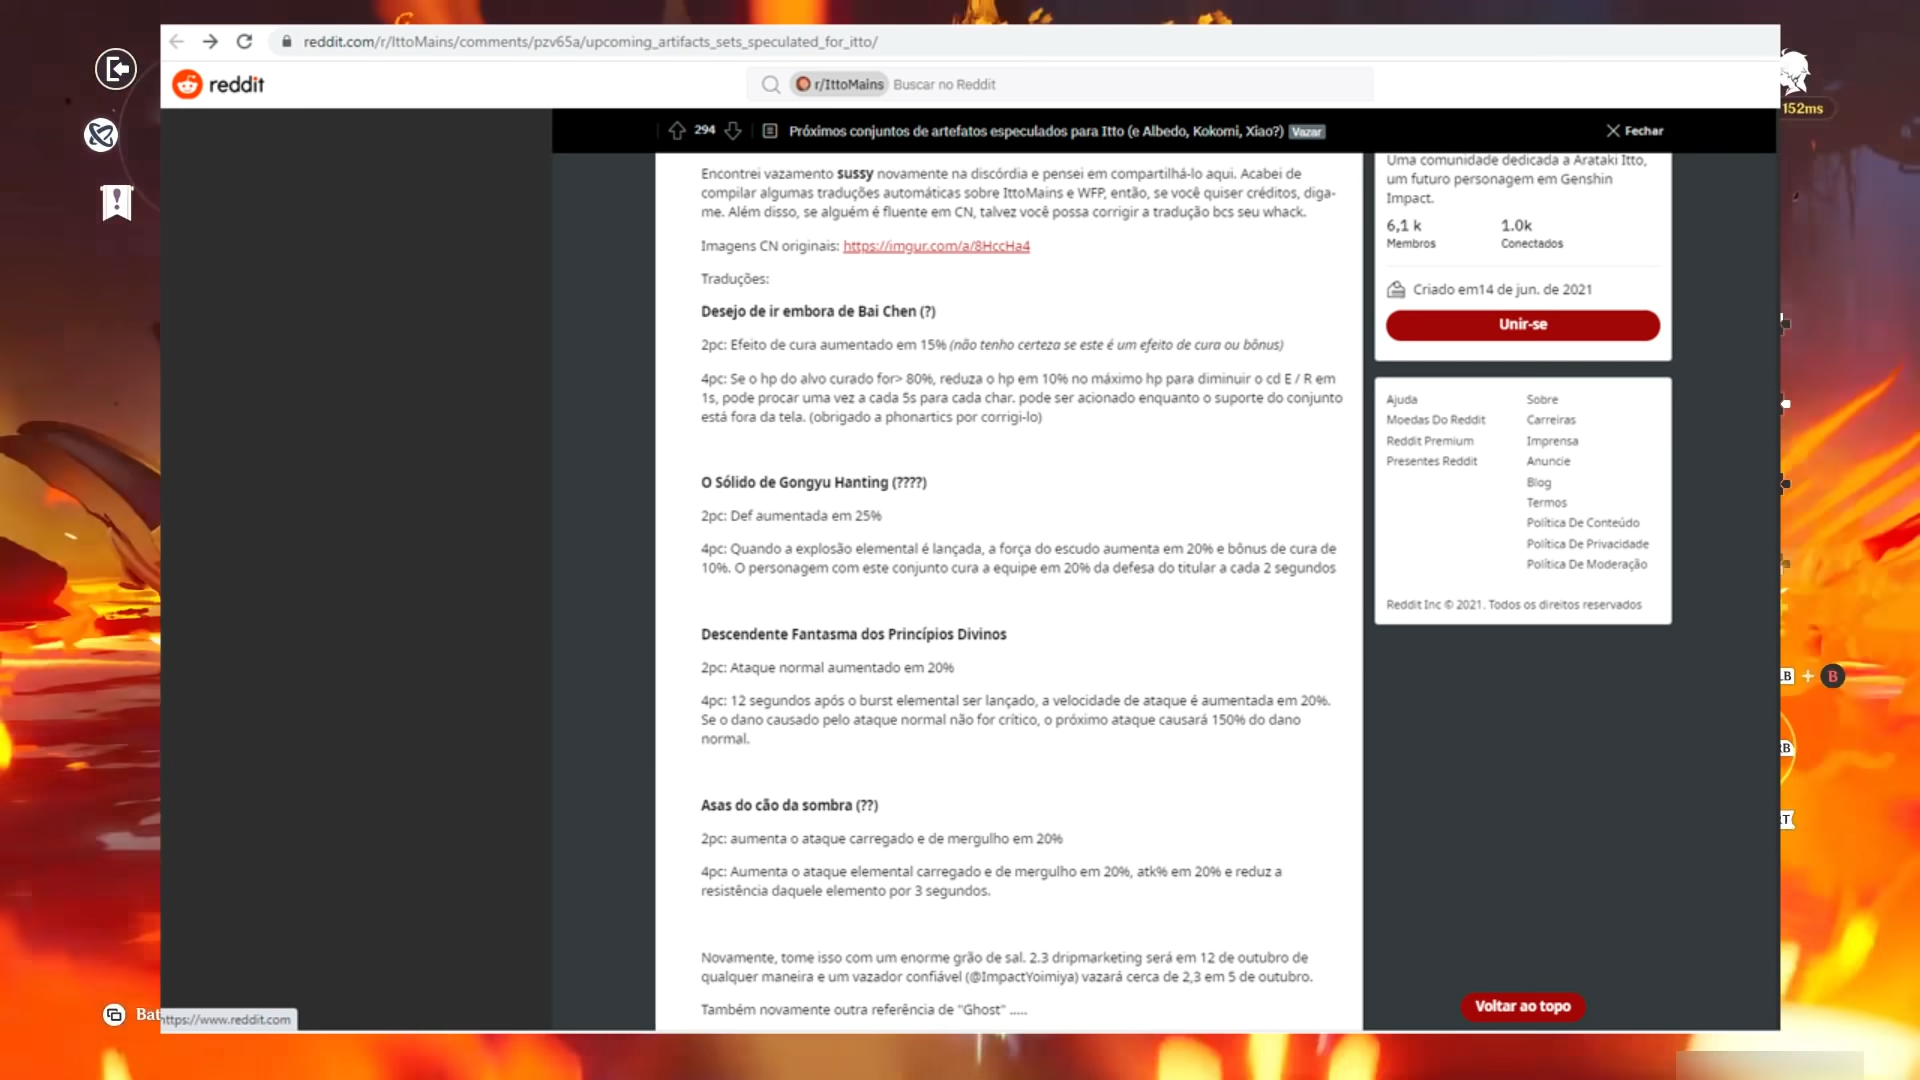 reddit.com/r/IttoMains/comments/pzv65a/upcoming_artifacts_sets_speculated_for_itto/
reddit
r/IttoMains Buscar no Reddit
152ms
294 Próximos conjuntos de artefatos especulados para Itto (e Albedo, Kokomi, Xiao?) Vazar
Fechar
Encontrei vazamento sussy novamente na discórdia e pensei em compartilhá-lo aqui. Acabei de
compilar algumas traduções automáticas sobre IttoMains e WFP, então, se você quiser créditos, diga-
me. Além disso, se alguém é fluente em CN, talvez você possa corrigir a tradução bcs seu whack.
Imagens CN originais: https://imgur.com/a/8HccHa4
Traduções:
Desejo de ir embora de Bai Chen (?)
2pc: Efeito de cura aumentado em 15% (não tenho certeza se este é um efeito de cura ou bônus)
4pc: Se o hp do alvo curado for> 80%, reduza o hp em 10% no máximo hp para diminuir o cd E / R em
1s, pode procar uma vez a cada 5s para cada char. pode ser acionado enquanto o suporte do conjunto
está fora da tela. (obrigado a phonartics por corrigi-lo)
O Sólido de Gongyu Hanting (????)
2pc: Def aumentada em 25%
4pc: Quando a explosão elemental é lançada, a força do escudo aumenta em 20% e bônus de cura de
10%. O personagem com este conjunto cura a equipe em 20% da defesa do titular a cada 2 segundos
Descendente Fantasma dos Princípios Divinos
2pc: Ataque normal aumentado em 20%
4pc: 12 segundos após o burst elemental ser lançado, a velocidade de ataque é aumentada em 20%.
Se o dano causado pelo ataque normal não for crítico, o próximo ataque causará 150% do dano
normal.
Asas do cão da sombra (??)
2pc: aumenta o ataque carregado e de mergulho em 20%
4pc: Aumenta o ataque elemental carregado e de mergulho em 20%, atk% em 20% e reduz a
resistência daquele elemento por 3 segundos.
Novamente, tome isso com um enorme grão de sal. 2.3 dripmarketing será em 12 de outubro de
qualquer maneira e um vazador confiável (@ImpactYoimiya) vazará cerca de 2,3 em 5 de outubro.
Também novamente outra referência de "Ghost" .....
Uma comunidade dedicada a Arataki Itto,
um futuro personagem em Genshin
Impact.
6,1 k 1.0k
Membros Conectados
Criado em14 de jun. de 2021
Unir-se
Ajuda Sobre
Moedas Do Reddit Carreiras
Reddit Premium Imprensa
Presentes Reddit Anuncie
Blog
Termos
Política De Conteúdo
Política De Privacidade
Política De Moderação
Reddit Inc © 2021. Todos os direitos reservados
Voltar ao topo
B + B
B
T
Bat
https://www.reddit.com